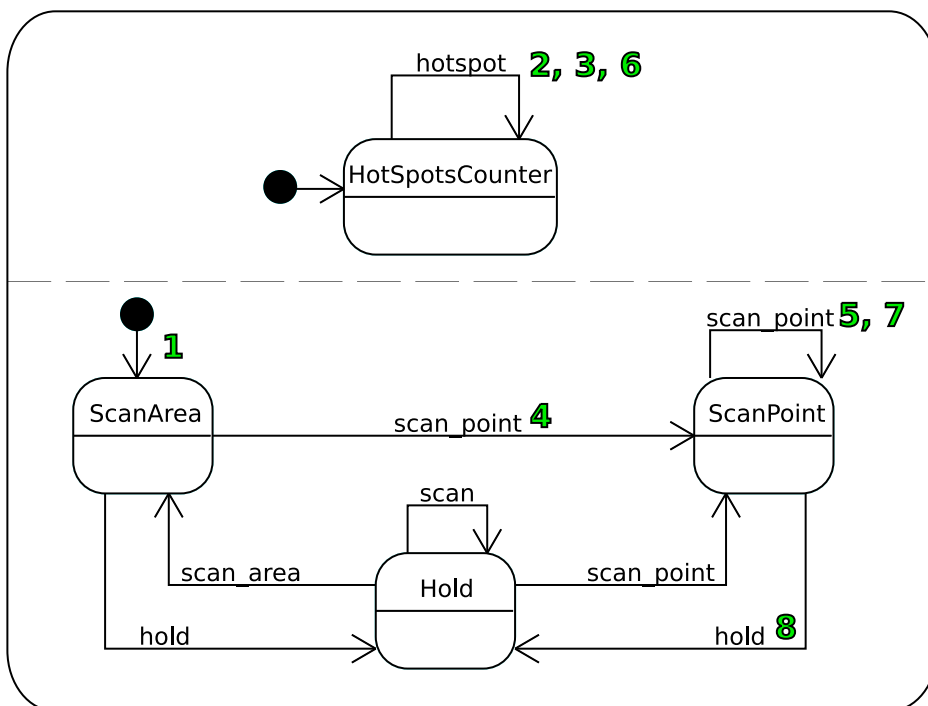 hotspot 2, 3, 6
HotSpotsCounter
1
scan_point 5, 7
ScanArea
scan_point 4
ScanPoint
scan
scan_area
Hold
scan_point
hold
hold 8